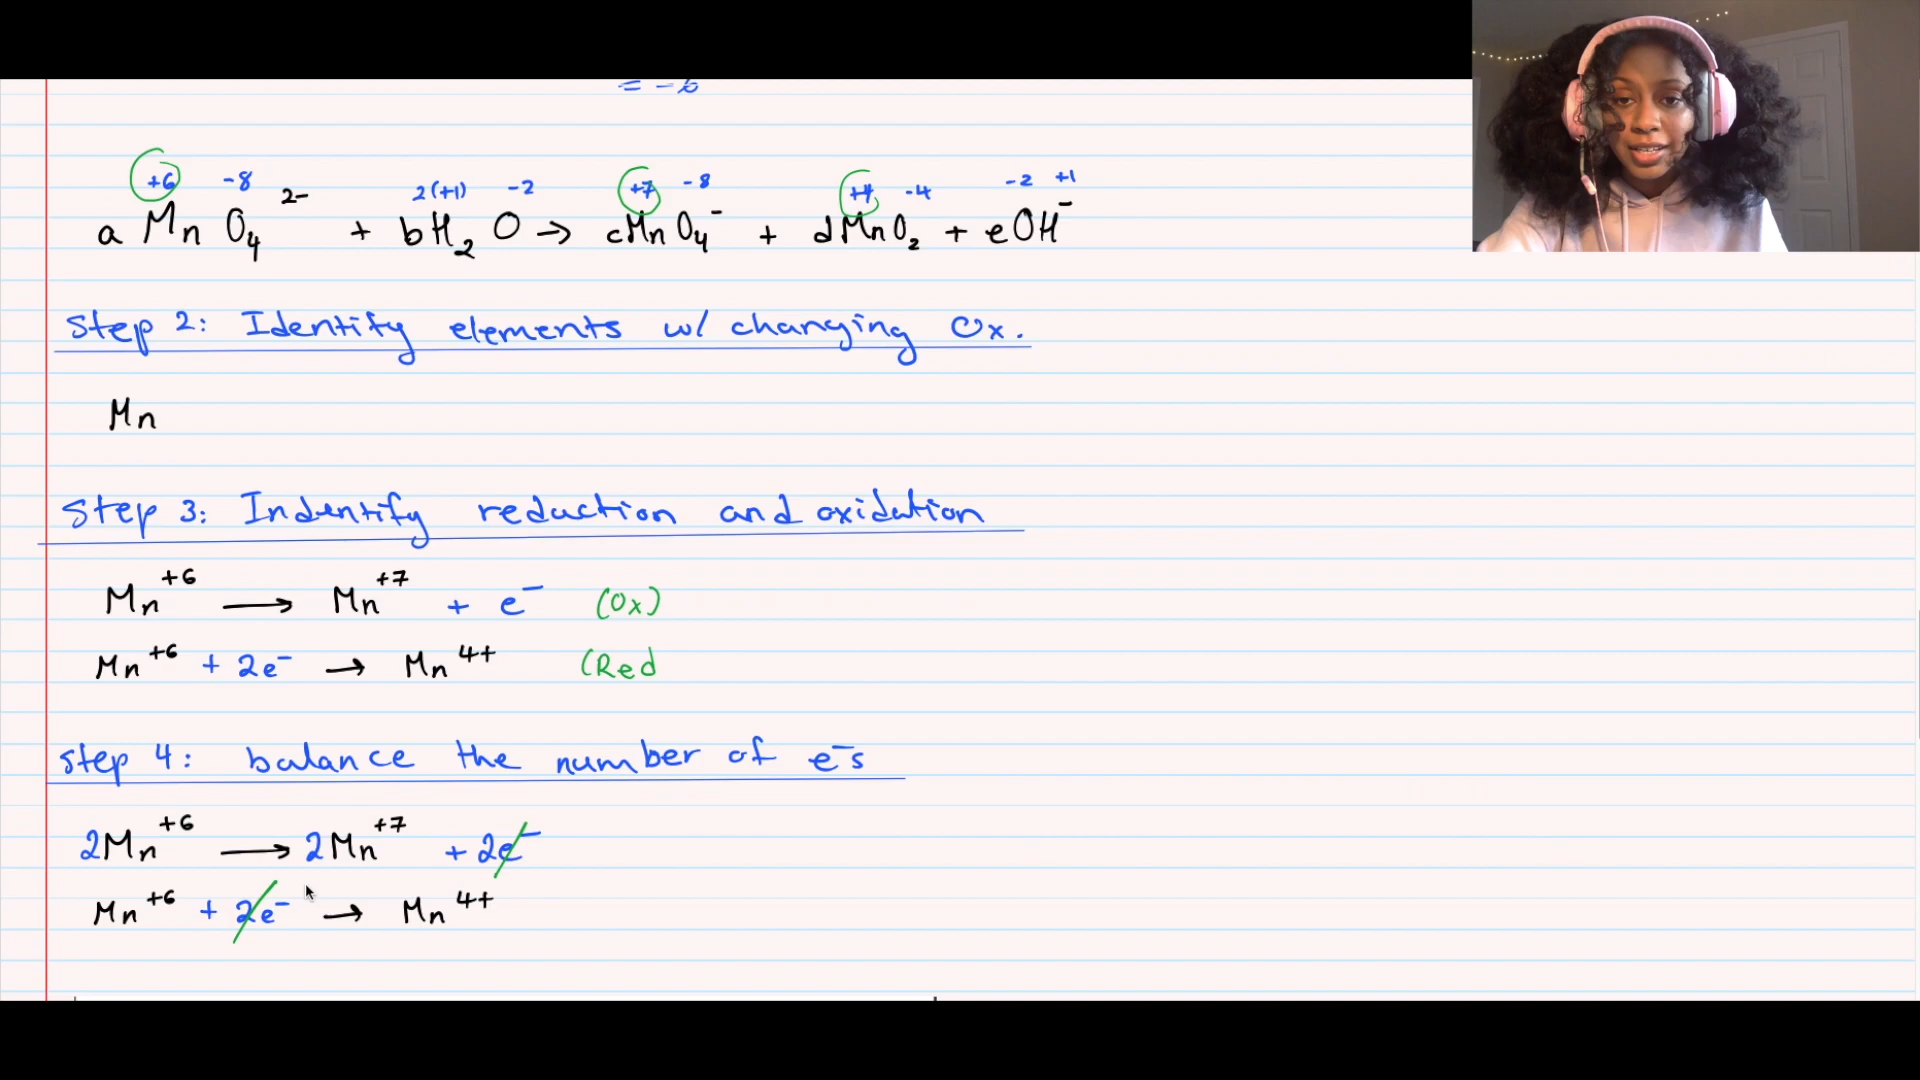 = -6
+6 -8 2- 2(+1) -2 +7 -8 +4 -4 -2 +1
a MnO₄²⁻ + bH₂O → cMnO₄⁻ + dMnO₂ + eOH⁻
Step 2: Identify elements w/ changing Ox.
Mn
Step 3: Indentify reduction and oxidation
Mn⁺⁶ → Mn⁺⁷ + e⁻ (Ox)
Mn⁺⁶ + 2e⁻ → Mn⁴⁺ (Red
step 4: balance the number of e⁻s
2Mn⁺⁶ → 2Mn⁺⁷ + 2e⁻
Mn⁺⁶ + 2e⁻ → Mn⁴⁺